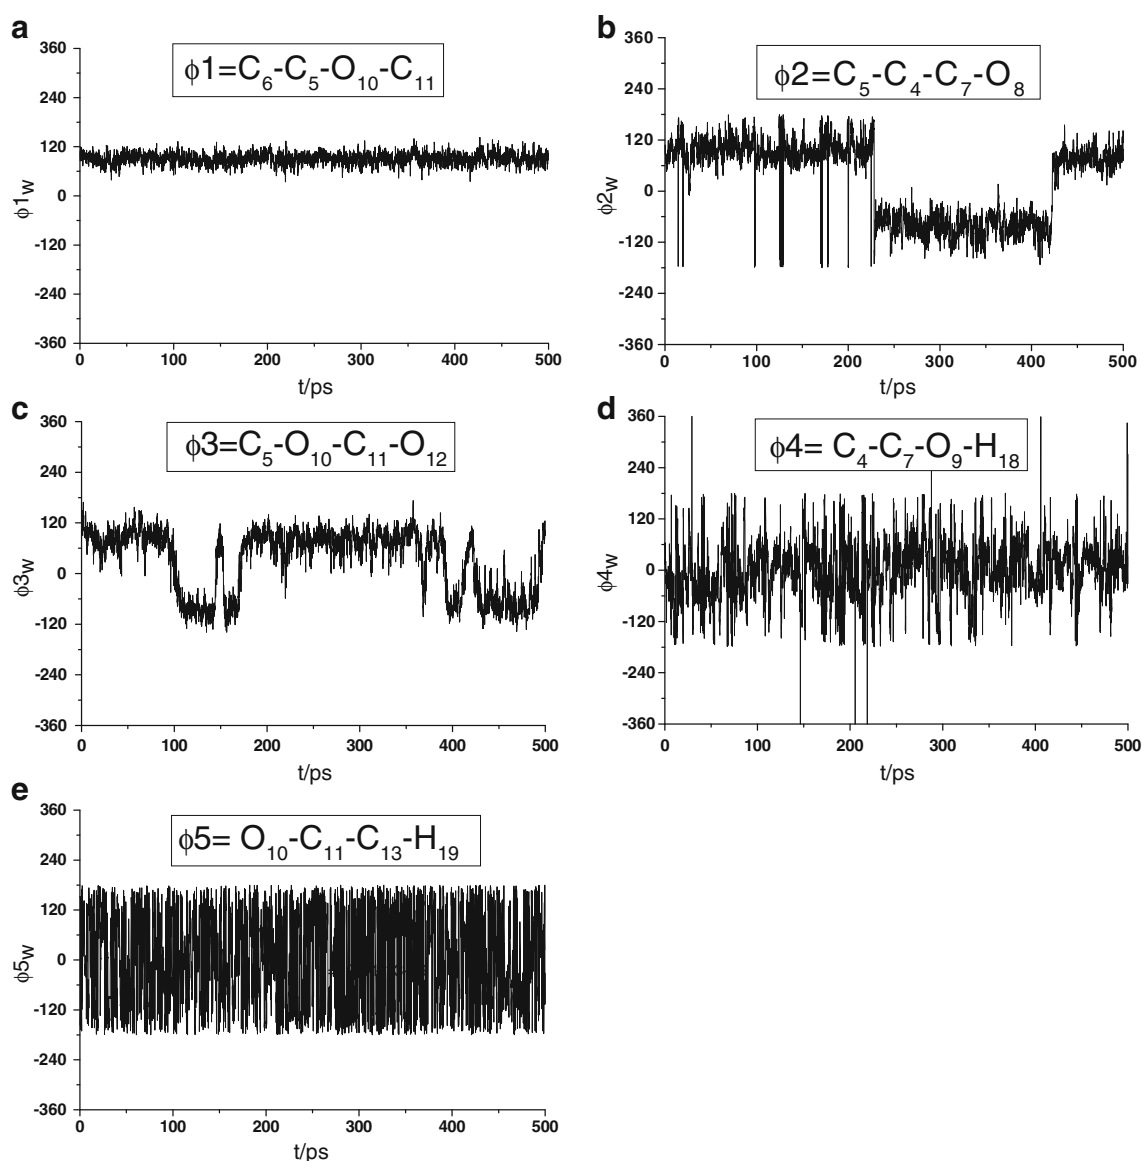 a
ϕ1=C₆-C₅-O₁₀-C₁₁
360
240
120
0
-120
-240
-360
ϕ1w
0 100 200 300 400 500
t/ps
b
ϕ2=C₅-C₄-C₇-O₈
360
240
120
0
-120
-240
-360
ϕ2w
0 100 200 300 400 500
t/ps
c
ϕ3=C₅-O₁₀-C₁₁-O₁₂
360
240
120
0
-120
-240
-360
ϕ3w
0 100 200 300 400 500
t/ps
d
ϕ4= C₄-C₇-O₉-H₁₈
360
240
120
0
-120
-240
-360
ϕ4w
0 100 200 300 400 500
t/ps
e
ϕ5= O₁₀-C₁₁-C₁₃-H₁₉
360
240
120
0
-120
-240
-360
ϕ5w
0 100 200 300 400 500
t/ps